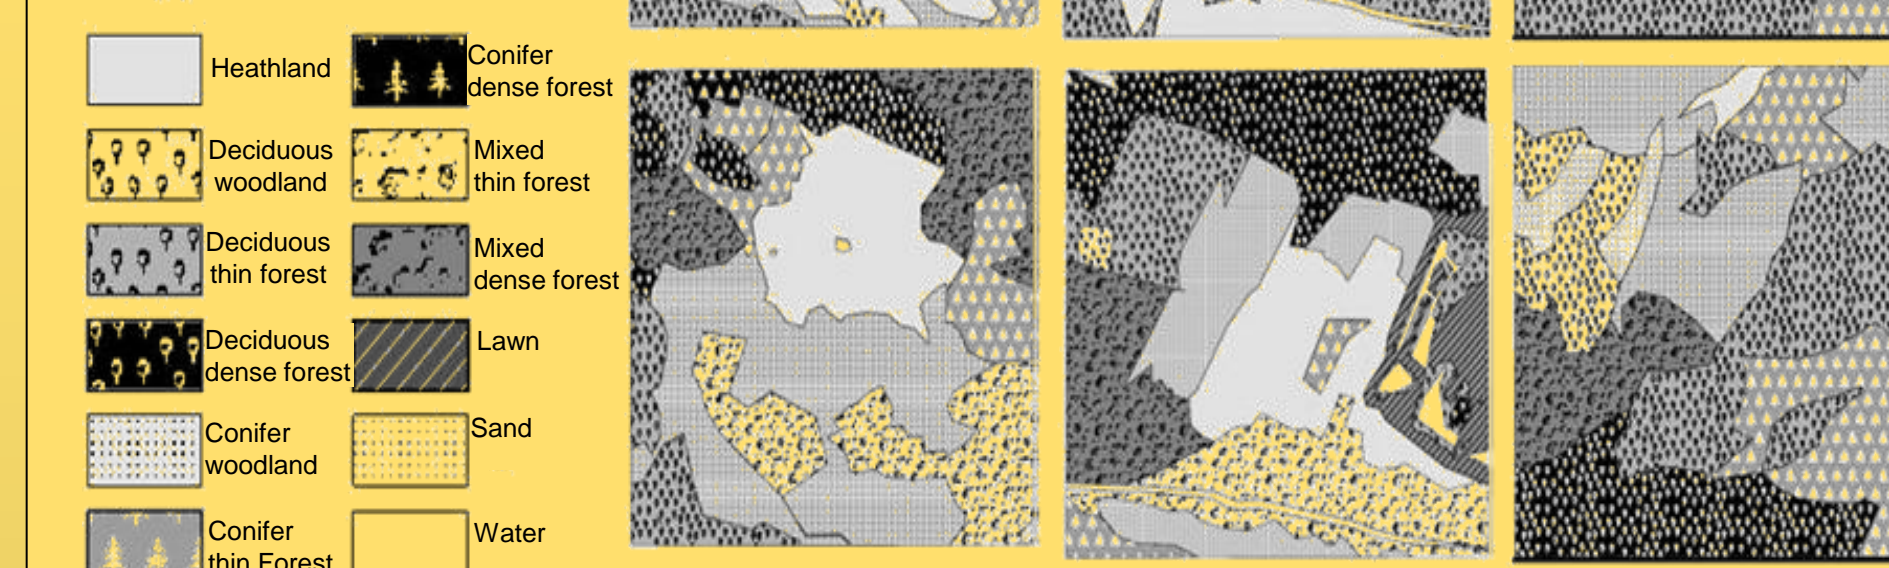 Heathland
Conifer
dense forest
Deciduous
woodland
Mixed
thin forest
Deciduous
thin forest
Mixed
dense forest
Deciduous
dense forest
Lawn
Conifer
woodland
Sand
Conifer
thin Forest
Water